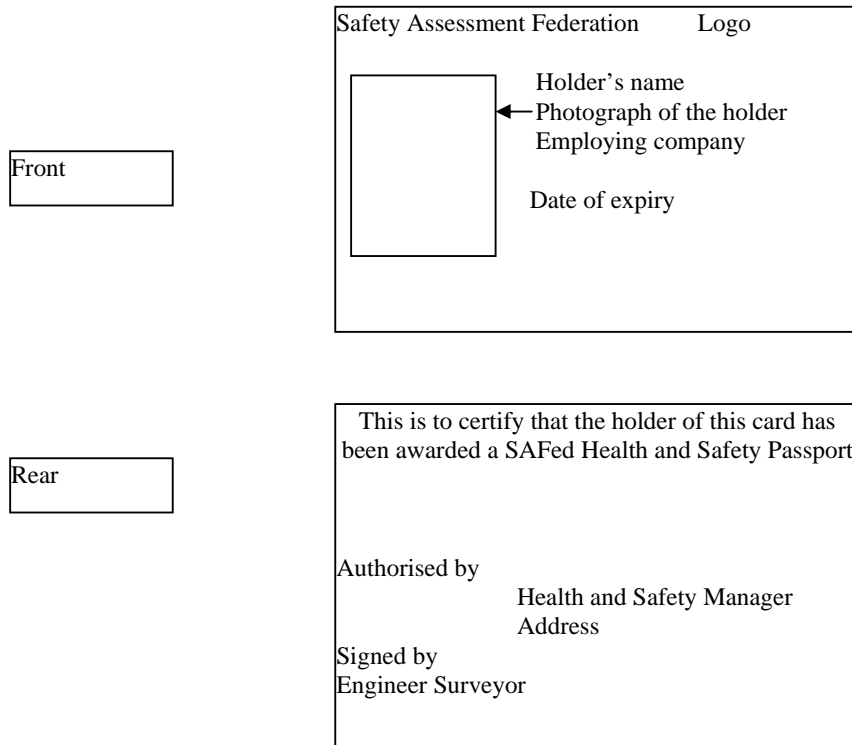 Safety Assessment Federation Logo
Holder’s name
Photograph of the holder
Employing company
Front
Date of expiry
This is to certify that the holder of this card has
been awarded a SAFed Health and Safety Passport
Rear
Authorised by
Health and Safety Manager
Address
Signed by
Engineer Surveyor